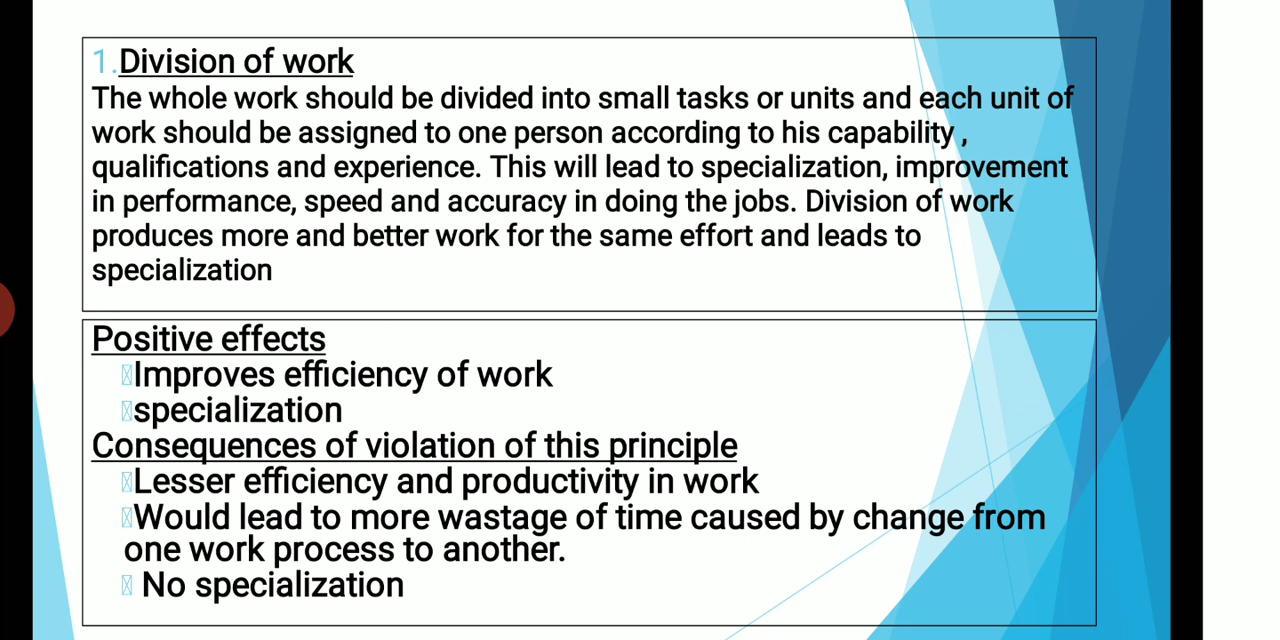 1.Division of work
The whole work should be divided into small tasks or units and each unit of
work should be assigned to one person according to his capability ,
qualifications and experience. This will lead to specialization, improvement
in performance, speed and accuracy in doing the jobs. Division of work
produces more and better work for the same effort and leads to
specialization
Positive effects
Improves efficiency of work
specialization
Consequences of violation of this principle
Lesser efficiency and productivity in work
Would lead to more wastage of time caused by change from
one work process to another.
No specialization